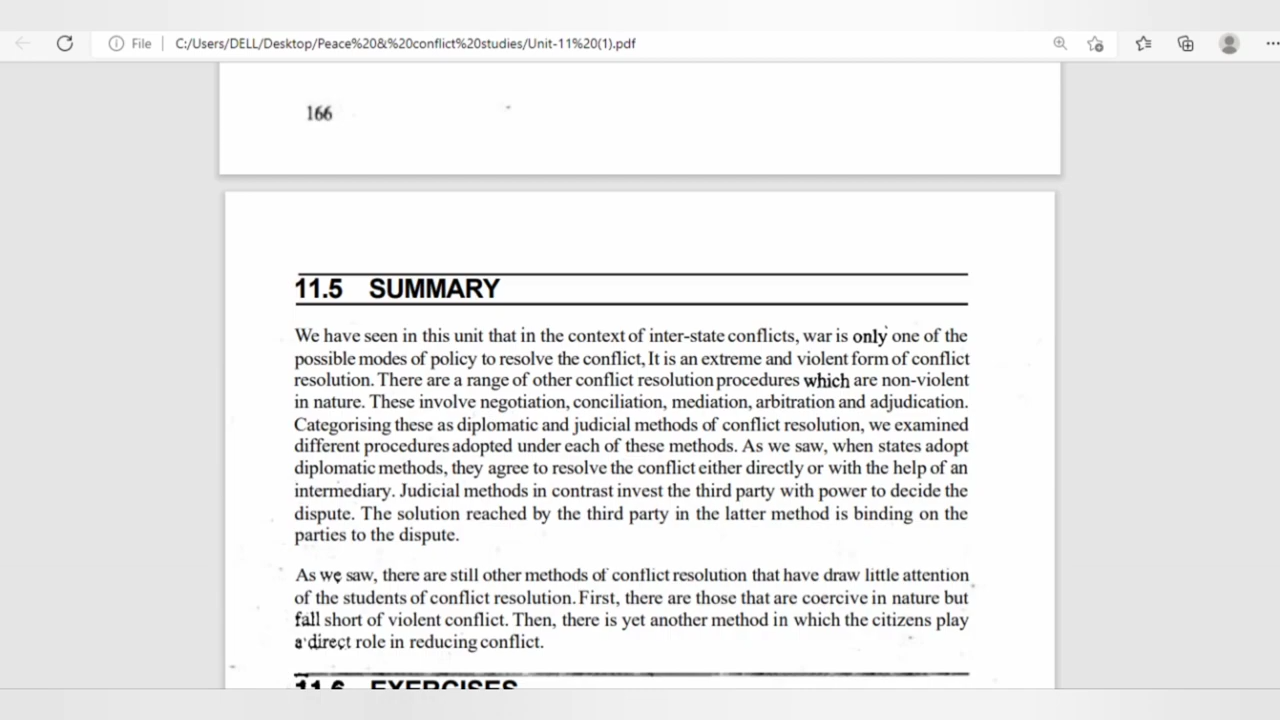 File
C:/Users/DELL/Desktop/Peace%20&%20conflict%20studies/Unit-11%20(1).pdf
166
11.5 SUMMARY
We have seen in this unit that in the context of inter-state conflicts, war is only one of the
possible modes of policy to resolve the conflict, It is an extreme and violent form of conflict
resolution. There are a range of other conflict resolution procedures which are non-violent
in nature. These involve negotiation, conciliation, mediation, arbitration and adjudication.
Categorising these as diplomatic and judicial methods of conflict resolution, we examined
different procedures adopted under each of these methods. As we saw, when states adopt
diplomatic methods, they agree to resolve the conflict either directly or with the help of an
intermediary. Judicial methods in contrast invest the third party with power to decide the
dispute. The solution reached by the third party in the latter method is binding on the
parties to the dispute.
As we saw, there are still other methods of conflict resolution that have draw little attention
of the students of conflict resolution. First, there are those that are coercive in nature but
fall short of violent conflict. Then, there is yet another method in which the citizens play
a direct role in reducing conflict.
11.6 EXERCISES